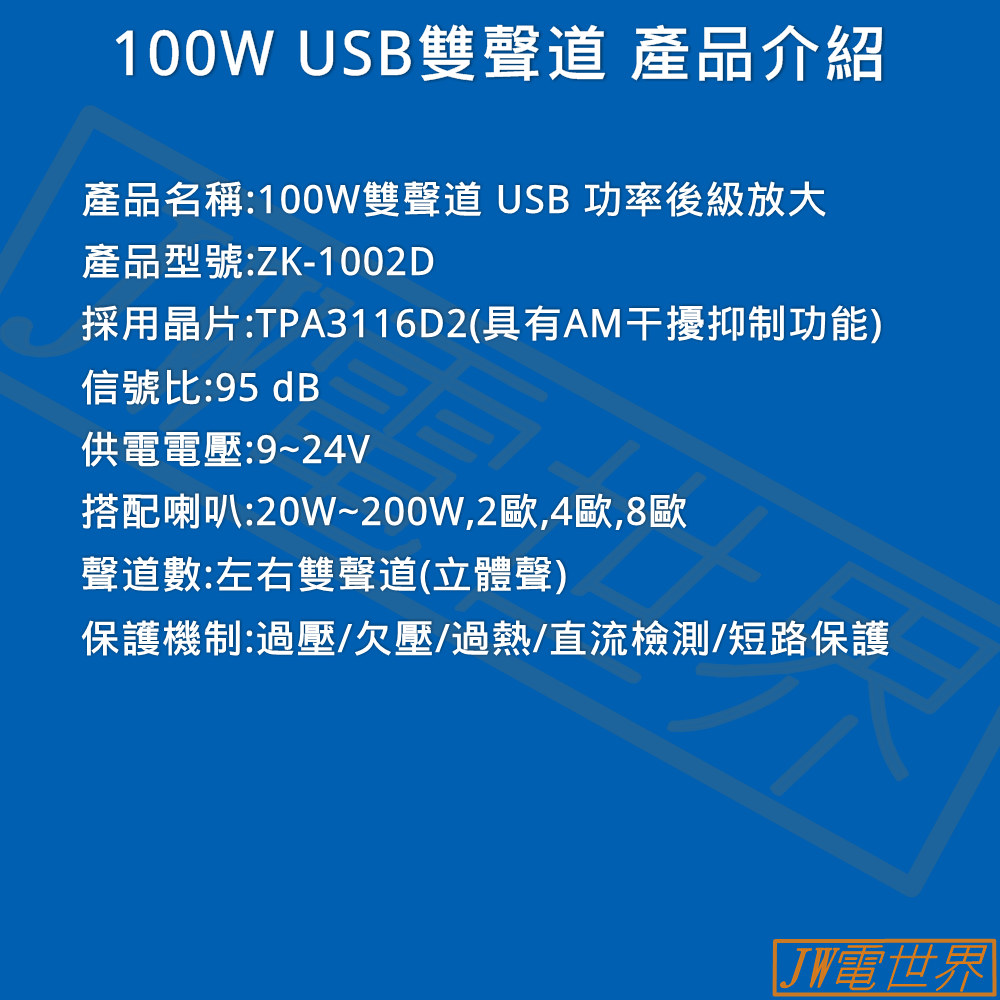 100W USB雙聲道 產品介紹
產品名稱:100W雙聲道 USB 功率後級放大
產品型號:ZK-1002D
採用晶片:TPA3116D2(具有AM干擾抑制功能)
信號比:95 dB
供電電壓:9~24V
搭配喇叭:20W~200W,2歐,4歐,8歐
聲道數:左右雙聲道(立體聲)
保護機制:過壓/欠壓/過熱/直流檢測/短路保護
JW電世界
JW電世界